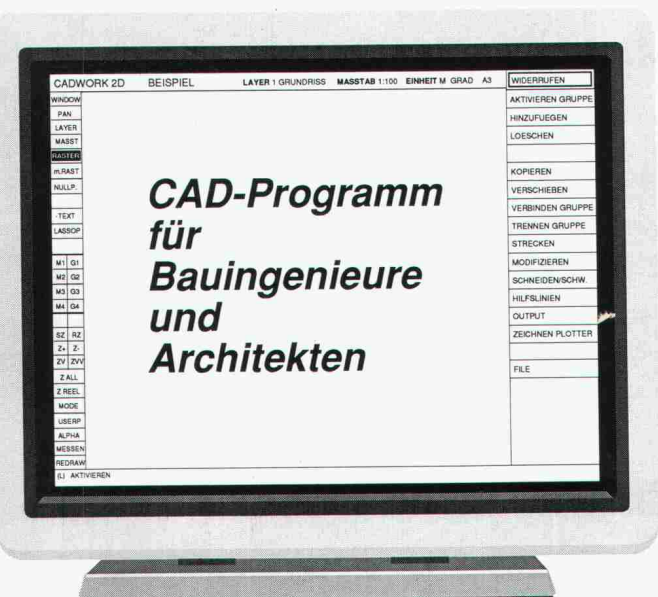 CADWORK 2D BEISPIEL LAYER 1 GRUNDRISS MASSTAB 1:100 EINHEIT M GRAD A3
WINDOW
PAN
LAYER
MASST
RASTER
m.RAST
NULLP.
-TEXT
LASSOP
M1 G1
M2 G2
M3 G3
M4 G4
SZ RZ
Z+ Z-
ZV ZVV
Z ALL
Z REEL
MODE
USERP
ALPHA
MESSEN
REDRAW
(L) AKTIVIEREN
CAD-Programm
für
Bauingenieure
und
Architekten
WIDERRUFEN
AKTIVIEREN GRUPPE
HINZUFUEGEN
LOESCHEN
KOPIEREN
VERSCHIEBEN
VERBINDEN GRUPPE
TRENNEN GRUPPE
STRECKEN
MODIFIZIEREN
SCHNEIDEN/SCHW.
HILFSLINIEN
OUTPUT
ZEICHNEN PLOTTER
FILE